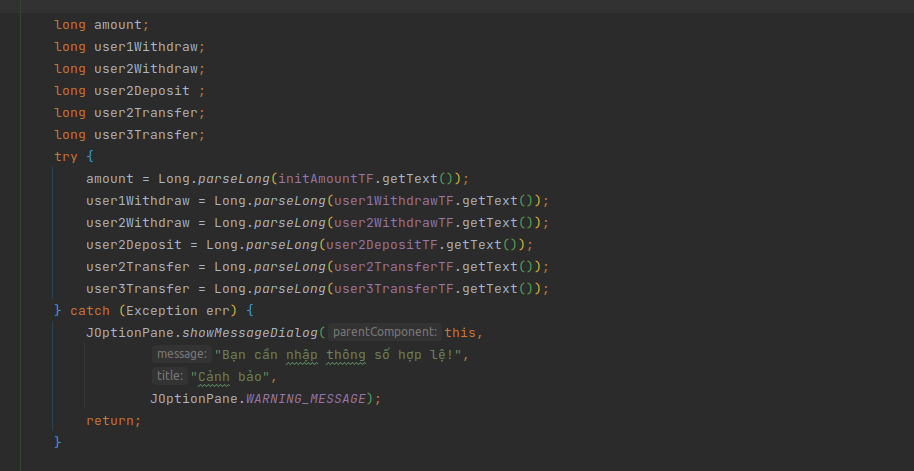 long amount;
long user1Withdraw;
long user2Withdraw;
long user2Deposit ;
long user2Transfer;
long user3Transfer;
try {
amount = Long.parseLong(initAmountTF.getText());
user1Withdraw = Long.parseLong(user1WithdrawTF.getText());
user2Withdraw = Long.parseLong(user2WithdrawTF.getText());
user2Deposit = Long.parseLong(user2DepositTF.getText());
user2Transfer = Long.parseLong(user2TransferTF.getText());
user3Transfer = Long.parseLong(user3TransferTF.getText());
} catch (Exception err) {
JOptionPane.showMessageDialog( parentComponent: this,
message: "Bạn cần nhập thông số hợp lệ!",
title: "Cảnh bảo",
JOptionPane.WARNING_MESSAGE);
return;
}